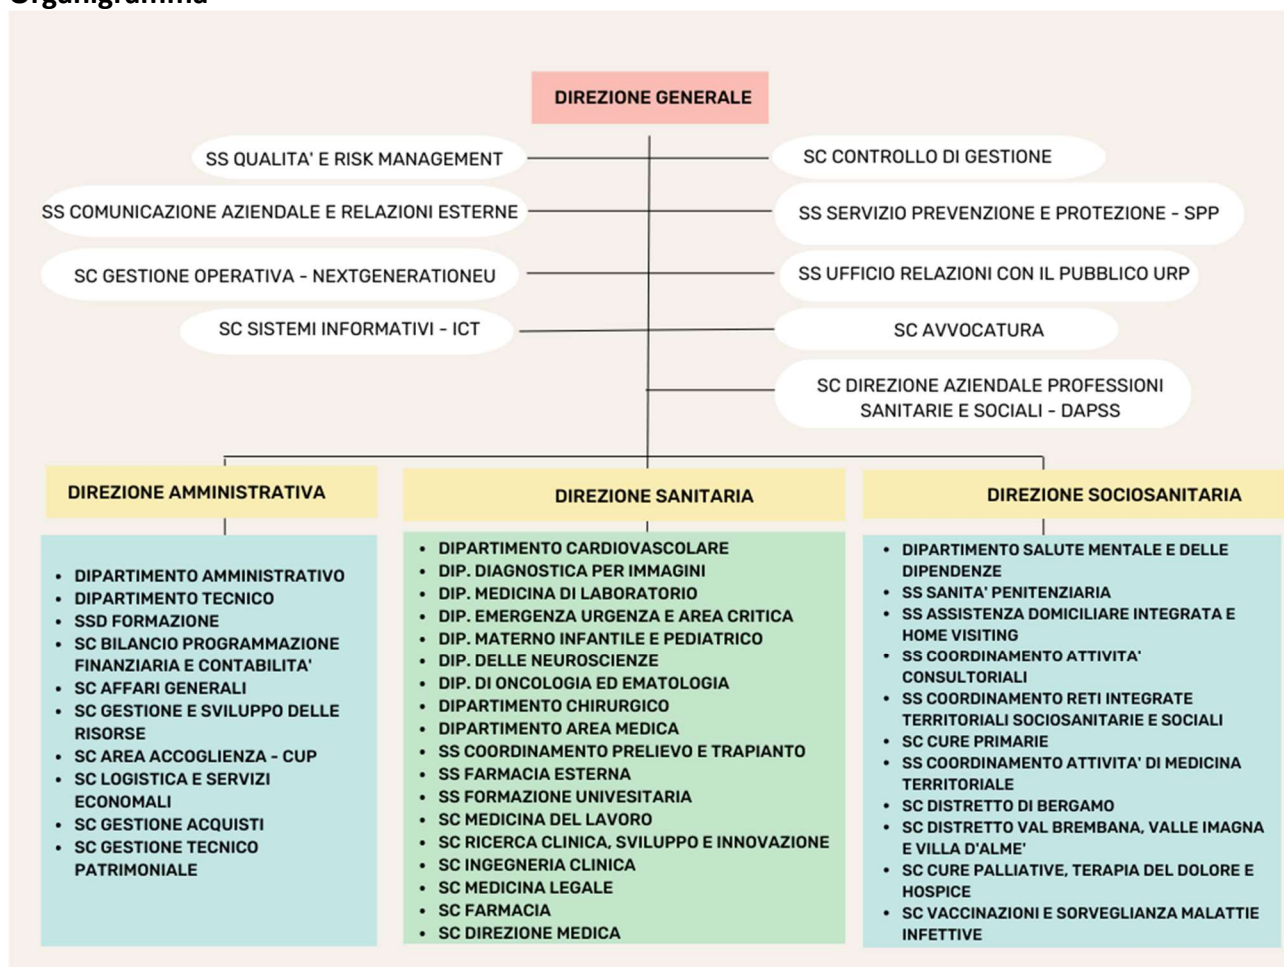 Organigramma
DIREZIONE GENERALE
SS QUALITA' E RISK MANAGEMENT
SC CONTROLLO DI GESTIONE
SS COMUNICAZIONE AZIENDALE E RELAZIONI ESTERNE
SS SERVIZIO PREVENZIONE E PROTEZIONE - SPP
SC GESTIONE OPERATIVA - NEXTGENERATIONEU
SS UFFICIO RELAZIONI CON IL PUBBLICO URP
SC SISTEMI INFORMATIVI - ICT
SC AVVOCATURA
SC DIREZIONE AZIENDALE PROFESSIONI
SANITARIE E SOCIALI - DAPSS
DIREZIONE AMMINISTRATIVA
• DIPARTIMENTO AMMINISTRATIVO
• DIPARTIMENTO TECNICO
• SSD FORMAZIONE
• SC BILANCIO PROGRAMMAZIONE
FINANZIARIA E CONTABILITA'
• SC AFFARI GENERALI
• SC GESTIONE E SVILUPPO DELLE
RISORSE
• SC AREA ACCOGLIENZA - CUP
• SC LOGISTICA E SERVIZI
ECONOMALI
• SC GESTIONE ACQUISTI
• SC GESTIONE TECNICO
PATRIMONIALE
DIREZIONE SANITARIA
• DIPARTIMENTO CARDIOVASCOLARE
• DIP. DIAGNOSTICA PER IMMAGINI
• DIP. MEDICINA DI LABORATORIO
• DIP. EMERGENZA URGENZA E AREA CRITICA
• DIP. MATERNO INFANTILE E PEDIATRICO
• DIP. DELLE NEUROSCIENZE
• DIP. DI ONCOLOGIA ED EMATOLOGIA
• DIPARTIMENTO CHIRURGICO
• DIPARTIMENTO AREA MEDICA
• SS COORDINAMENTO PRELIEVO E TRAPIANTO
• SS FARMACIA ESTERNA
• SS FORMAZIONE UNIVESITARIA
• SC MEDICINA DEL LAVORO
• SC RICERCA CLINICA, SVILUPPO E INNOVAZIONE
• SC INGEGNERIA CLINICA
• SC MEDICINA LEGALE
• SC FARMACIA
• SC DIREZIONE MEDICA
DIREZIONE SOCIOSANITARIA
• DIPARTIMENTO SALUTE MENTALE E DELLE
DIPENDENZE
• SS SANITA' PENITENZIARIA
• SS ASSISTENZA DOMICILIARE INTEGRATA E
HOME VISITING
• SS COORDINAMENTO ATTIVITA'
CONSULTORIALI
• SS COORDINAMENTO RETI INTEGRATE
TERRITORIALI SOCIOSANITARIE E SOCIALI
• SC CURE PRIMARIE
• SS COORDINAMENTO ATTIVITA' DI MEDICINA
TERRITORIALE
• SC DISTRETTO DI BERGAMO
• SC DISTRETTO VAL BREMBANA, VALLE IMAGNA
E VILLA D'ALME'
• SC CURE PALLIATIVE, TERAPIA DEL DOLORE E
HOSPICE
• SC VACCINAZIONI E SORVEGLIANZA MALATTIE
INFETTIVE